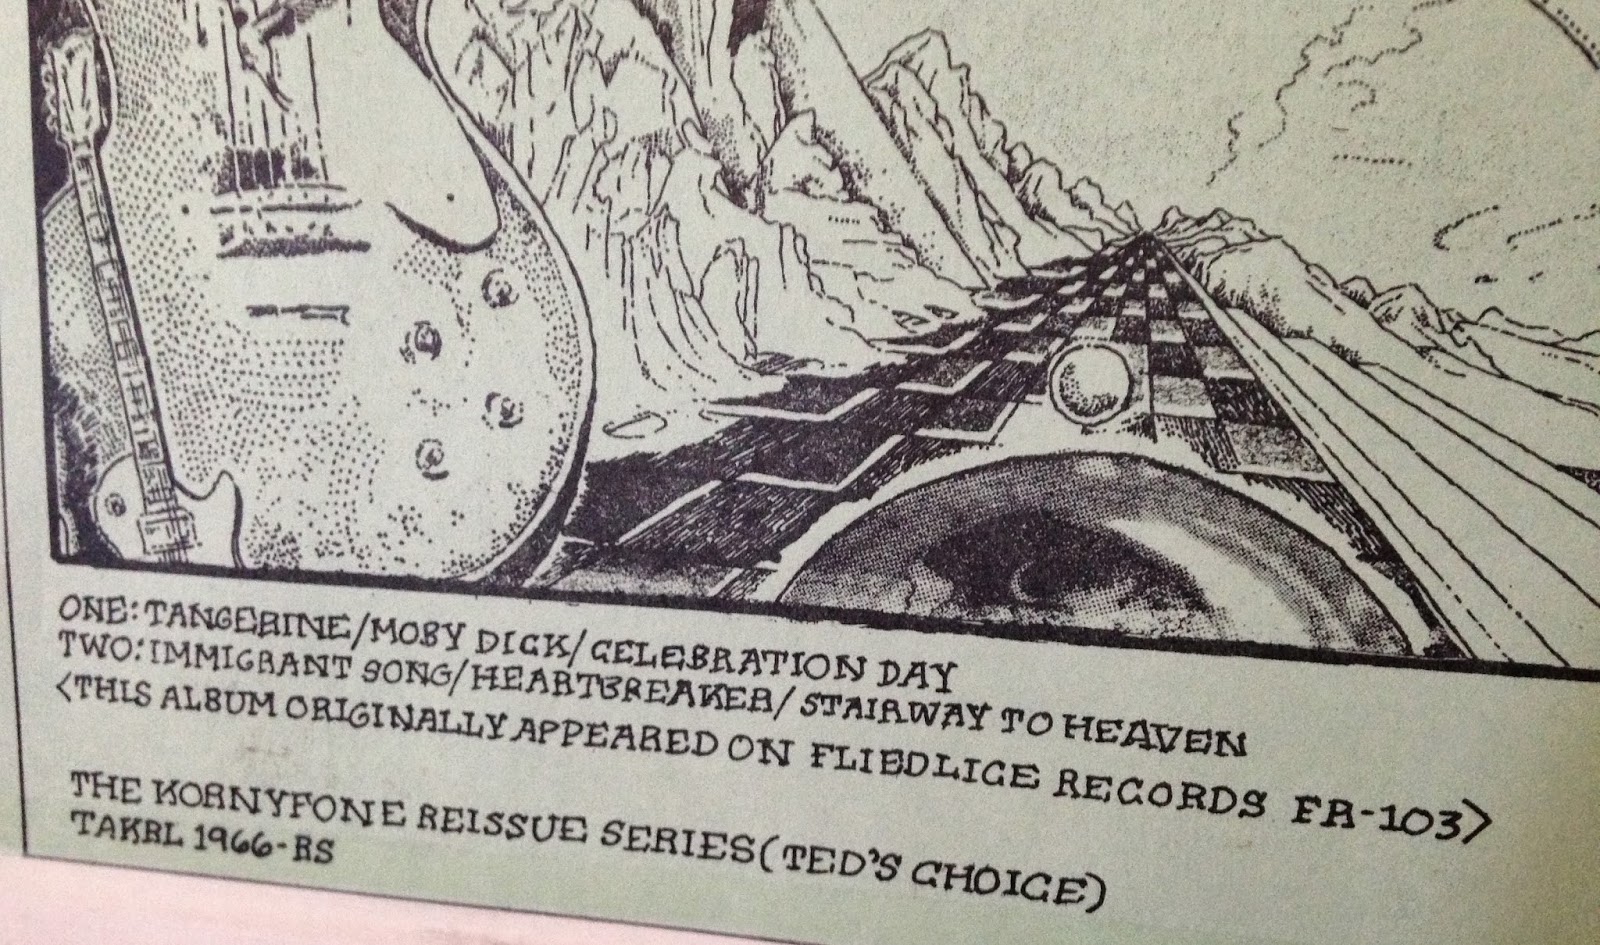 ONE: TANGERINE/MOBY DICK/CELEBRATION DAY
TWO: IMMIGRANT SONG/HEARTBREAKER/STAIRWAY TO HEAVEN
<THIS ALBUM ORIGINALLY APPEARED ON FLIEDLICE RECORDS FR-103>
THE KORNYFONE REISSUE SERIES (TED'S CHOICE)
TAKRL 1966-RS